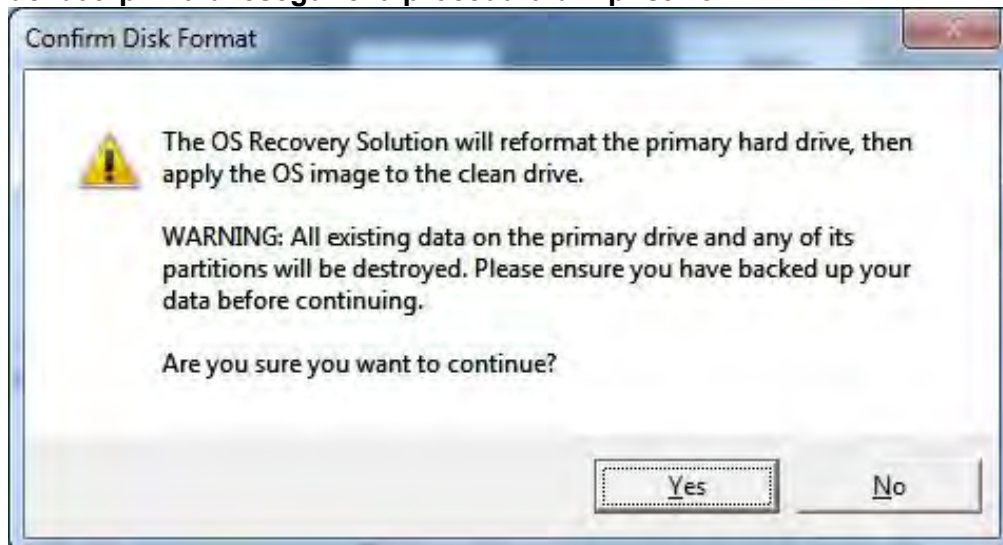 Confirm Disk Format
The OS Recovery Solution will reformat the primary hard drive, then
apply the OS image to the clean drive.
WARNING: All existing data on the primary drive and any of its
partitions will be destroyed. Please ensure you have backed up your
data before continuing.
Are you sure you want to continue?
Yes
No